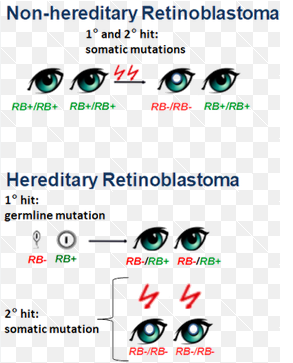 Non-hereditary Retinoblastoma
1° and 2° hit:
somatic mutations
RB+/RB+ RB+/RB+ RB-/RB- RB+/RB+
Hereditary Retinoblastoma
1° hit:
germline mutation
RB- RB+ RB-/RB+ RB-/RB+
2° hit:
somatic mutation
RB-/RB- RB-/RB-